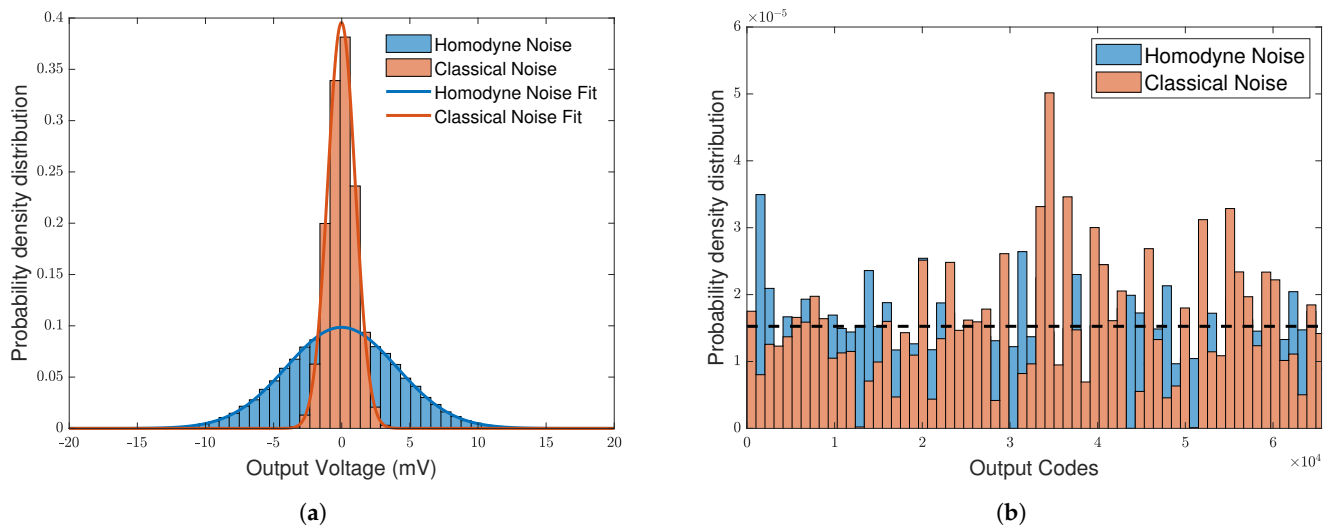 0.4
0.35
0.3
0.25
0.2
0.15
0.1
0.05
0
Probability density distribution
-20
-15
-10
-5
0
5
10
15
20
Output Voltage (mV)
Homodyne Noise
Classical Noise
Homodyne Noise Fit
Classical Noise Fit
(a)
×10⁻⁵
6
5
4
3
2
1
0
Probability density distribution
0
1
2
3
4
5
6
×10⁴
Output Codes
Homodyne Noise
Classical Noise
(b)